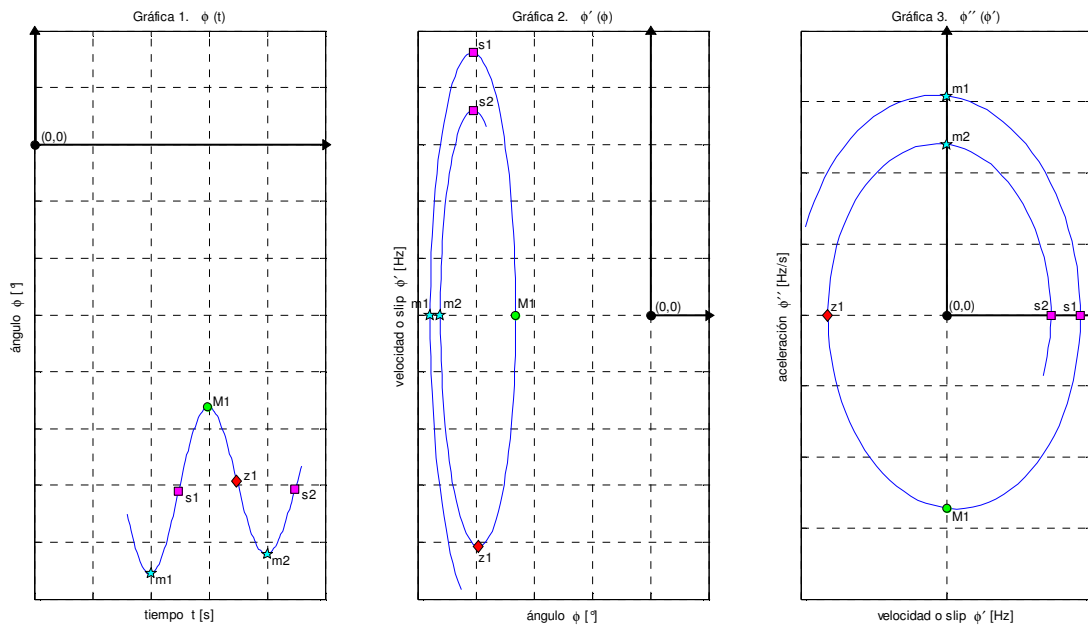 Gráfica 1. ϕ (t)
(0,0)
M1
s1
z1
s2
m1
m2
ángulo ϕ [°]
tiempo t [s]
Gráfica 2. ϕ′ (ϕ)
s1
s2
m1 m2
M1
(0,0)
z1
velocidad o slip ϕ′ [Hz]
ángulo ϕ [°]
Gráfica 3. ϕ′′ (ϕ′)
m1
m2
(0,0)
z1
s2 s1
M1
aceleración ϕ′′ [Hz/s]
velocidad o slip ϕ′ [Hz]